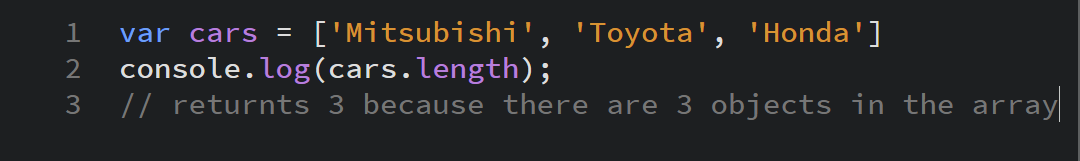 1 var cars = ['Mitsubishi', 'Toyota', 'Honda']
2 console.log(cars.length);
3 // returnts 3 because there are 3 objects in the array